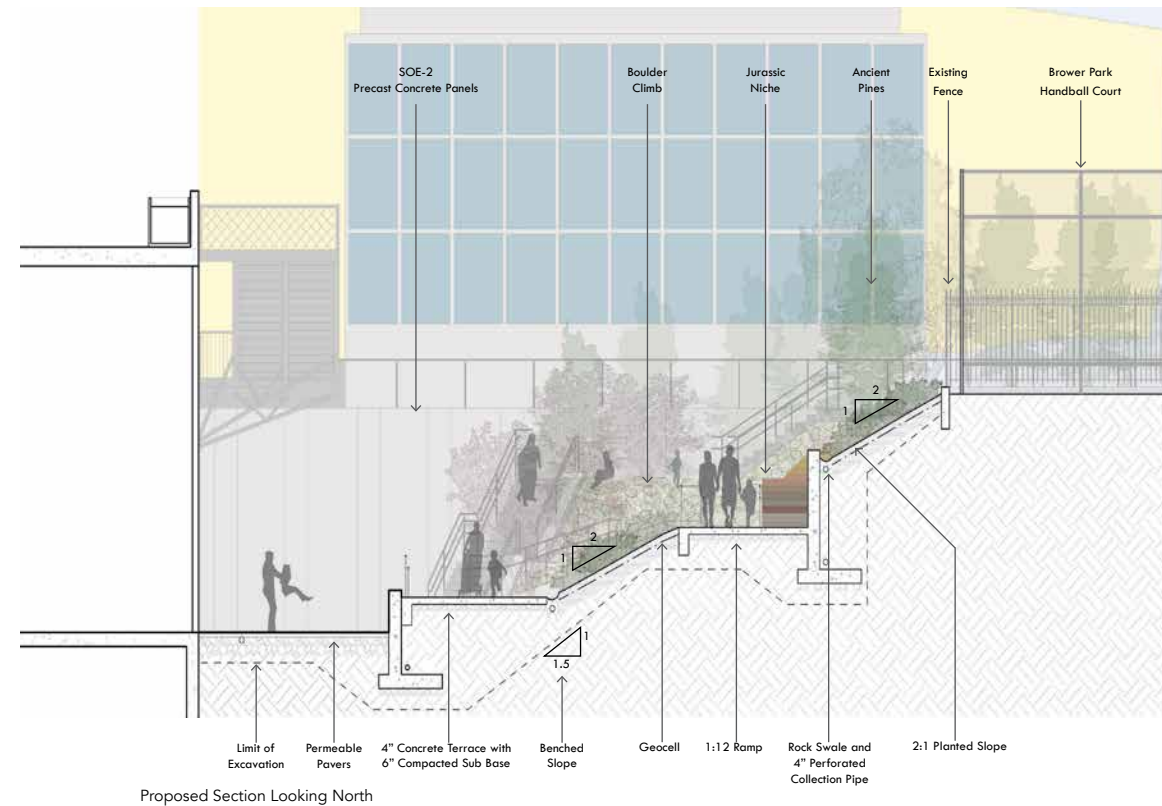 SOE-2
Precast Concrete Panels
Boulder
Climb
Jurassic
Niche
Ancient
Pines
Existing
Fence
Brower Park
Handball Court
2
1
2
1
1
1.5
Limit of
Excavation
Permeable
Pavers
4” Concrete Terrace with
6” Compacted Sub Base
Benched
Slope
Geocell
1:12 Ramp
Rock Swale and
4” Perforated
Collection Pipe
2:1 Planted Slope
Proposed Section Looking North